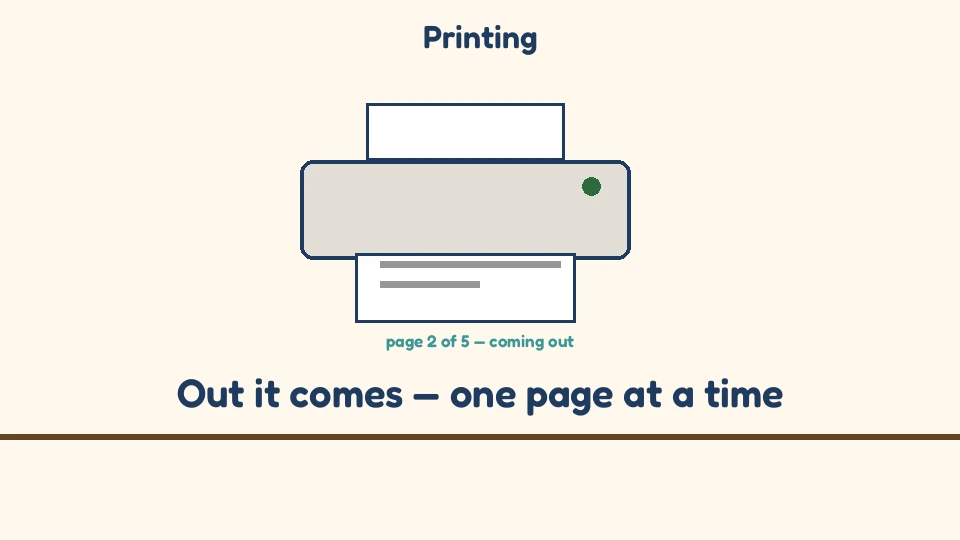 Printing
page 2 of 5 — coming out
Out it comes — one page at a time